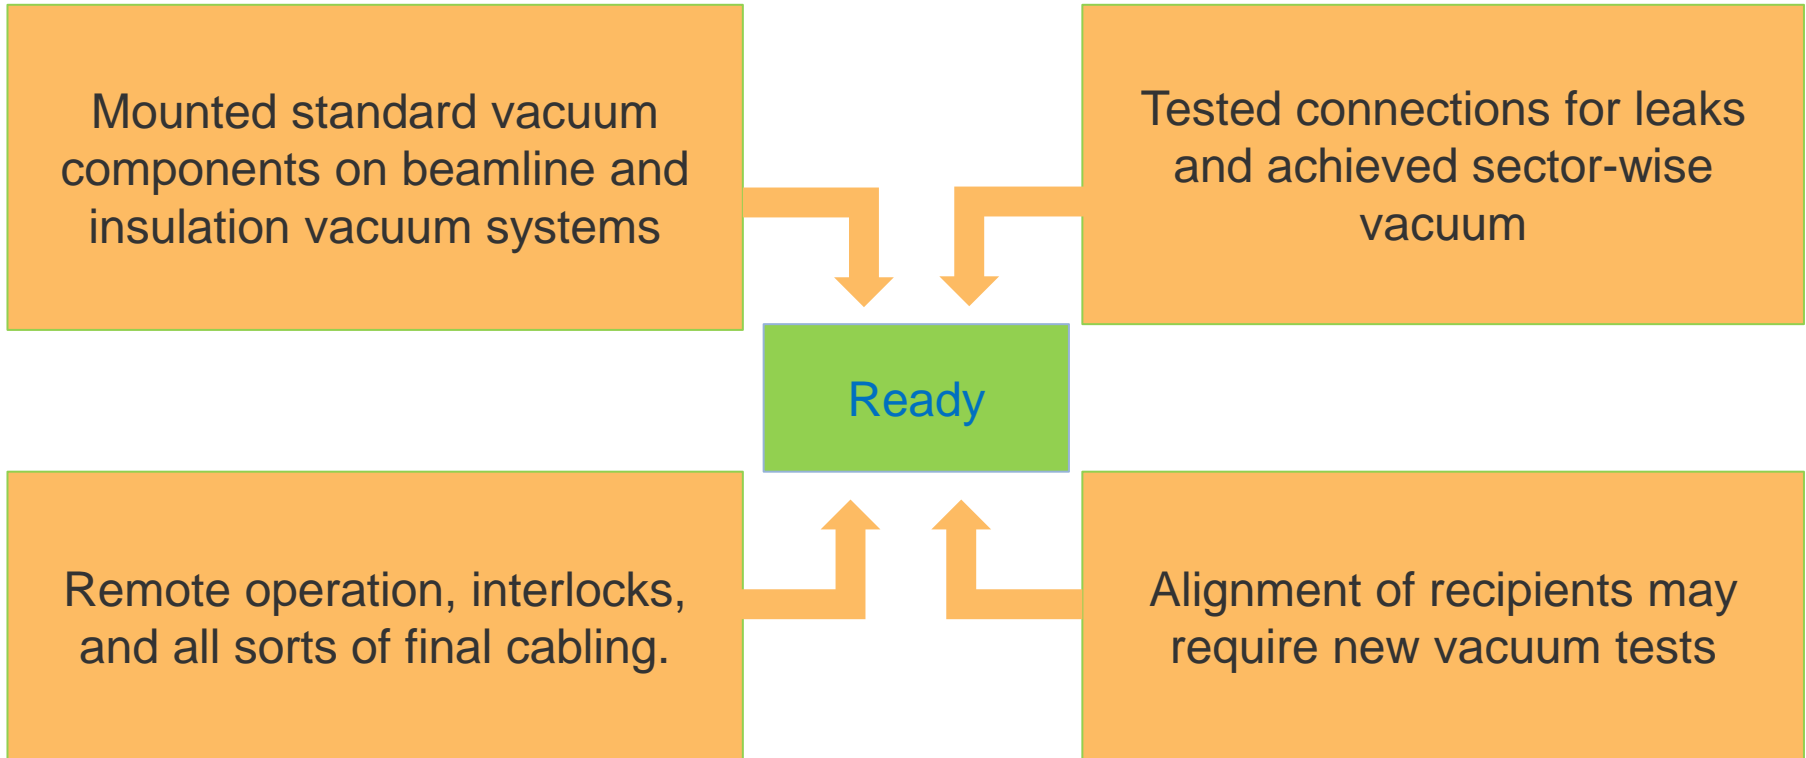 Mounted standard vacuum
components on beamline and
insulation vacuum systems
Tested connections for leaks
and achieved sector-wise
vacuum
Ready
Remote operation, interlocks,
and all sorts of final cabling.
Alignment of recipients may
require new vacuum tests